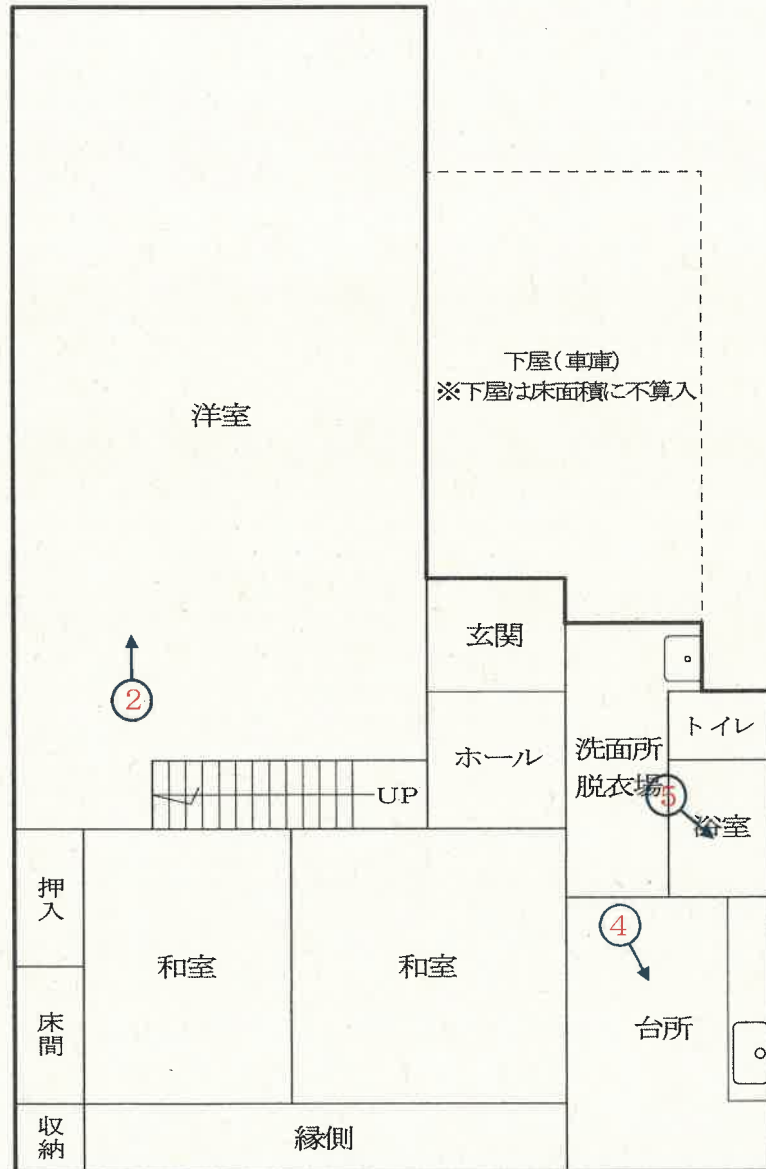 下屋(車庫)
※下屋は床面積に不算入
洋室
玄関
②
ホール
洗面所
脱衣場
トイレ
UP
⑤
浴室
押入
④
和室
和室
床間
台所
収納
縁側